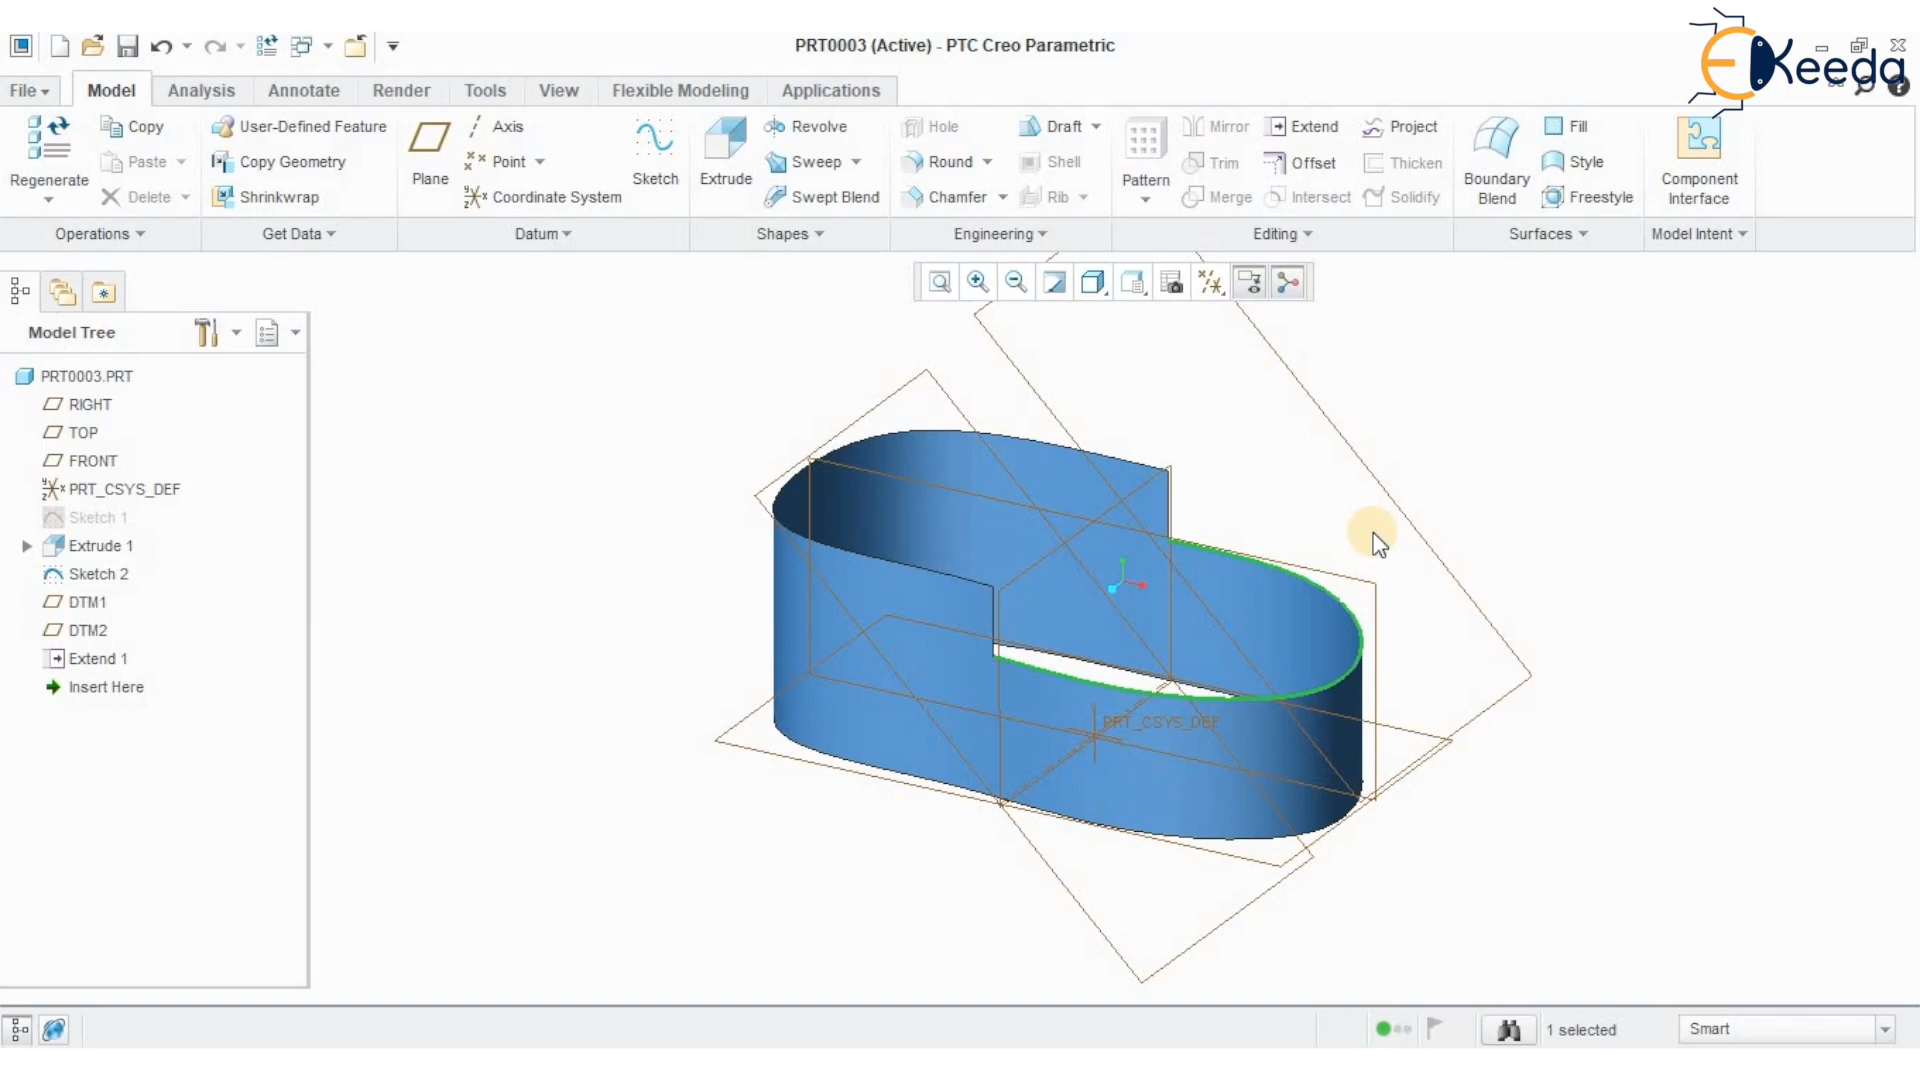 PRT0003 (Active) - PTC Creo Parametric
EKeeda
File Model Analysis Annotate Render Tools View Flexible Modeling Applications
Regenerate
Copy
Paste
Delete
User-Defined Feature
Copy Geometry
Shrinkwrap
Plane
Axis
Point
Coordinate System
Sketch
Extrude
Revolve
Sweep
Swept Blend
Hole
Round
Chamfer
Draft
Shell
Rib
Pattern
Mirror
Trim
Merge
Extend
Offset
Intersect
Project
Thicken
Solidify
Boundary
Blend
Fill
Style
Freestyle
Component
Interface
Operations Get Data Datum Shapes Engineering Editing Surfaces Model Intent
Model Tree
PRT0003.PRT
RIGHT
TOP
FRONT
PRT_CSYS_DEF
Sketch 1
Extrude 1
Sketch 2
DTM1
DTM2
Extend 1
Insert Here
PRT_CSYS_DEF
1 selected
Smart